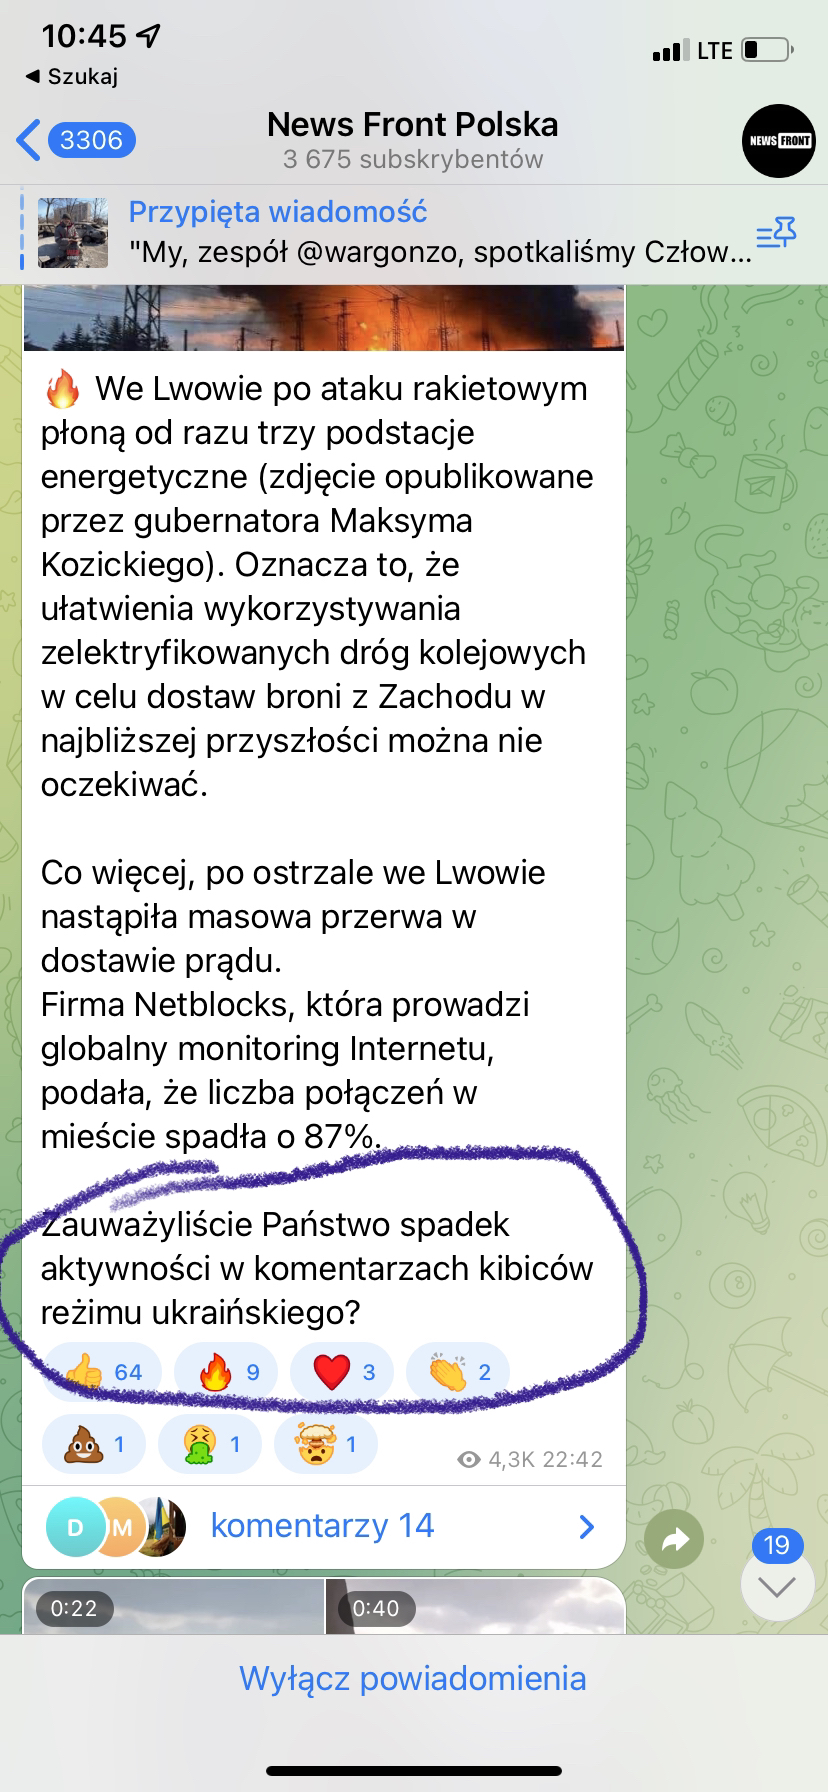 10:45
LTE
◀ Szukaj
3306
News Front Polska
3 675 subskrybentów
NEWS FRONT
Przypięta wiadomość
"My, zespół @wargonzo, spotkaliśmy Człow...
🔥 We Lwowie po ataku rakietowym
płoną od razu trzy podstacje
energetyczne (zdjęcie opublikowane
przez gubernatora Maksyma
Kozickiego). Oznacza to, że
ułatwienia wykorzystywania
zelektryfikowanych dróg kolejowych
w celu dostaw broni z Zachodu w
najbliższej przyszłości można nie
oczekiwać.
Co więcej, po ostrzale we Lwowie
nastąpiła masowa przerwa w
dostawie prądu.
Firma Netblocks, która prowadzi
globalny monitoring Internetu,
podała, że liczba połączeń w
mieście spadła o 87%.
Zauważyliście Państwo spadek
aktywności w komentarzach kibiców
reżimu ukraińskiego?
👍 64 🔥 9 ❤️ 3 👏 2
💩 1 🤮 1 🤯 1
4,3K 22:42
D M komentarzy 14
19
0:22 0:40
Wyłącz powiadomienia